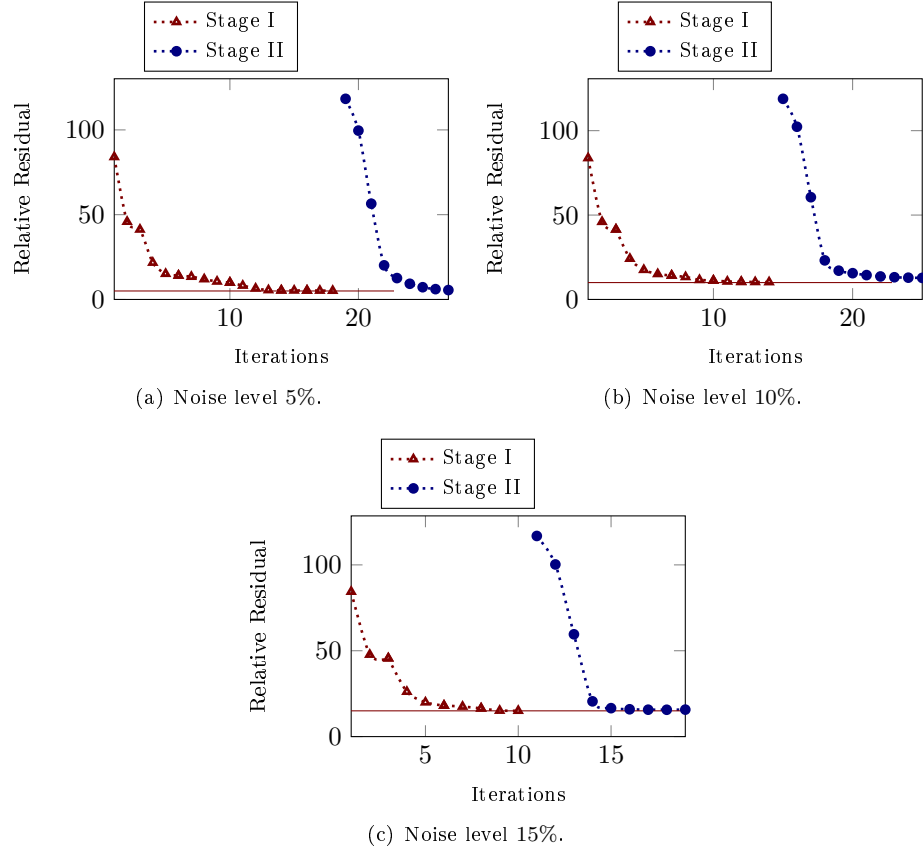 Stage I
Stage II
Relative Residual
100
50
0
10
20
Iterations
(a) Noise level 5%.
Stage I
Stage II
Relative Residual
100
50
0
10
20
Iterations
(b) Noise level 10%.
Stage I
Stage II
Relative Residual
100
50
0
5
10
15
Iterations
(c) Noise level 15%.